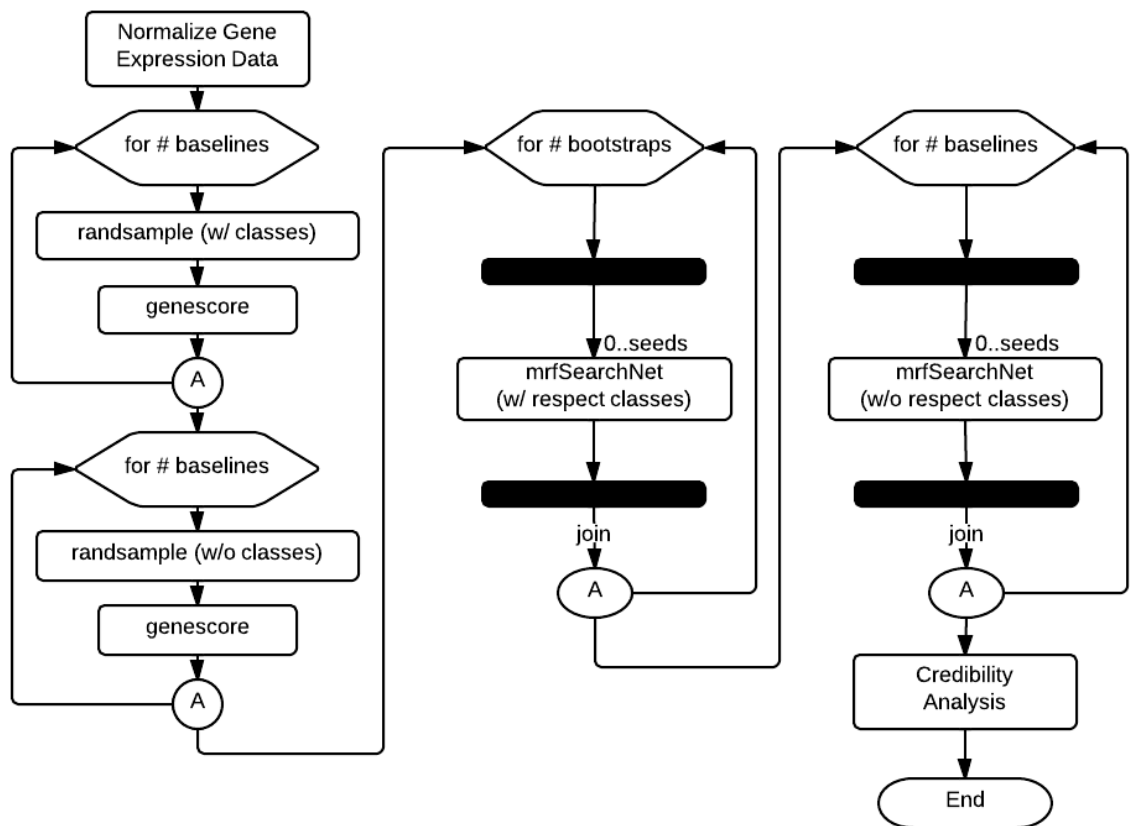 Normalize Gene
Expression Data
for # baselines
randsample (w/ classes)
genescore
A
for # baselines
randsample (w/o classes)
genescore
A
for # bootstraps
0..seeds
mrfSearchNet
(w/ respect classes)
join
A
for # baselines
0..seeds
mrfSearchNet
(w/o respect classes)
join
A
Credibility
Analysis
End